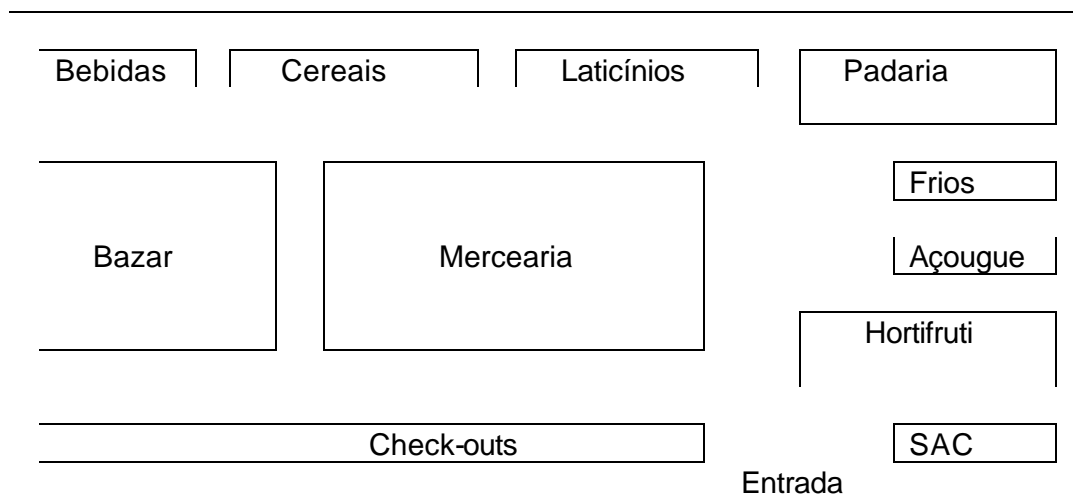 Bebidas Cereais Laticínios Padaria
Frios
Bazar Mercearia Açougue
Hortifruti
Check-outs SAC
Entrada